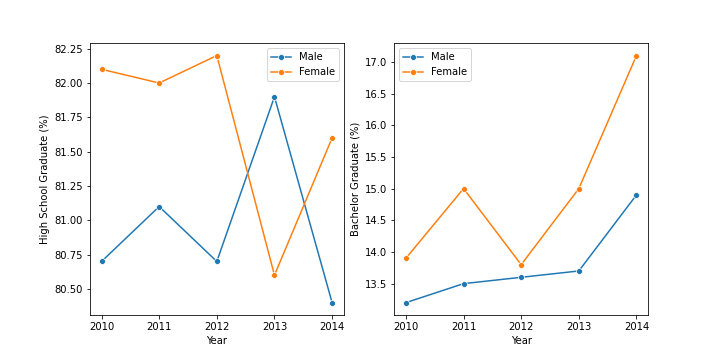 82.25
82.00
81.75
81.50
81.25
81.00
80.75
80.50
High School Graduate (%)
Male
Female
2010 2011 2012 2013 2014
Year
17.0
16.5
16.0
15.5
15.0
14.5
14.0
13.5
Bachelor Graduate (%)
Male
Female
2010 2011 2012 2013 2014
Year